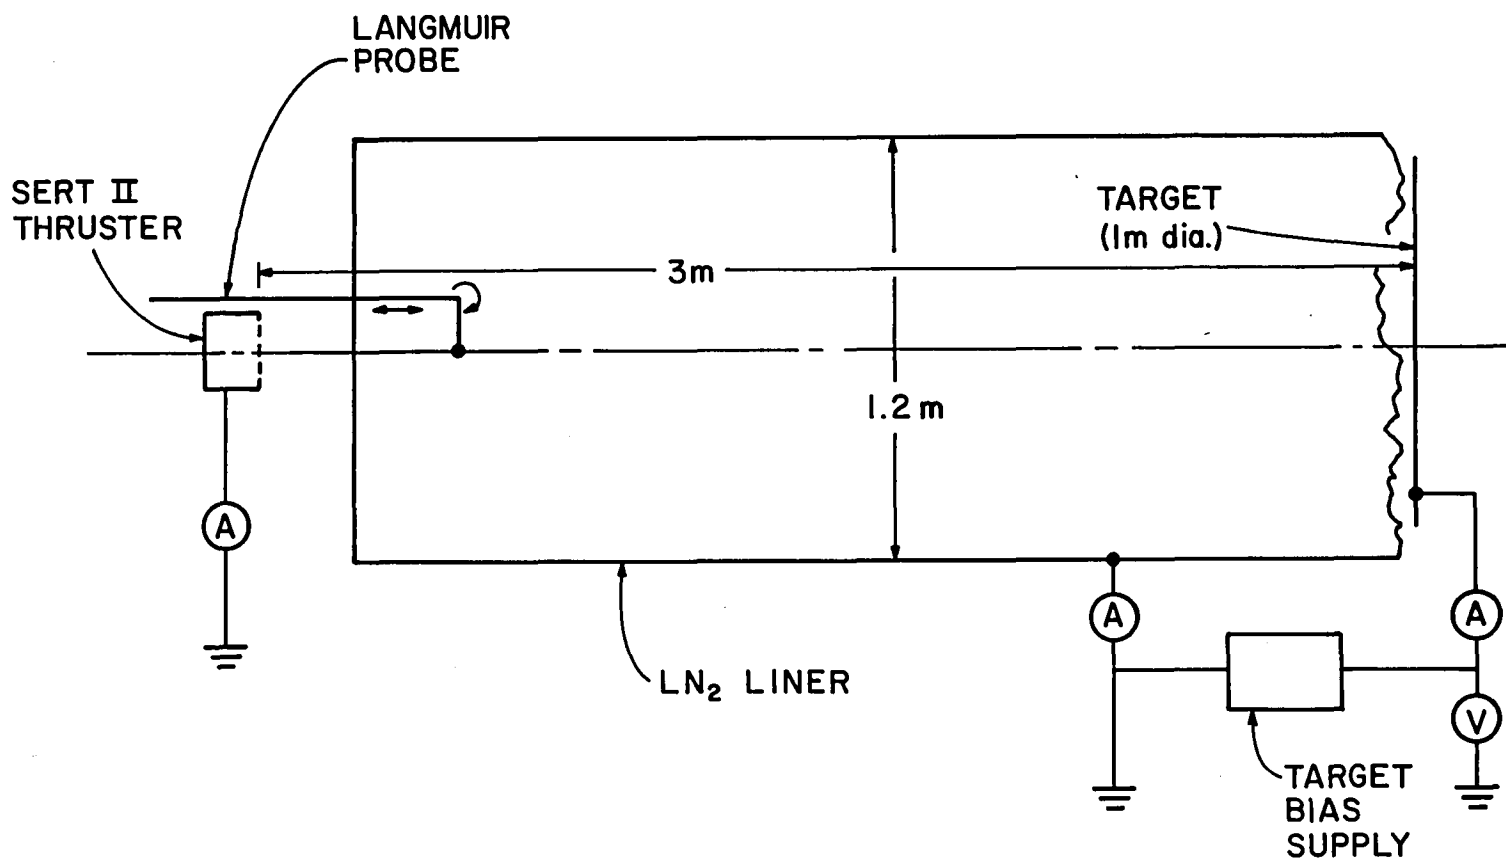 LANGMUIR
PROBE
SERT II
THRUSTER
TARGET
(1m dia.)
3m
1.2 m
A
A
A
V
LN₂ LINER
TARGET
BIAS
SUPPLY